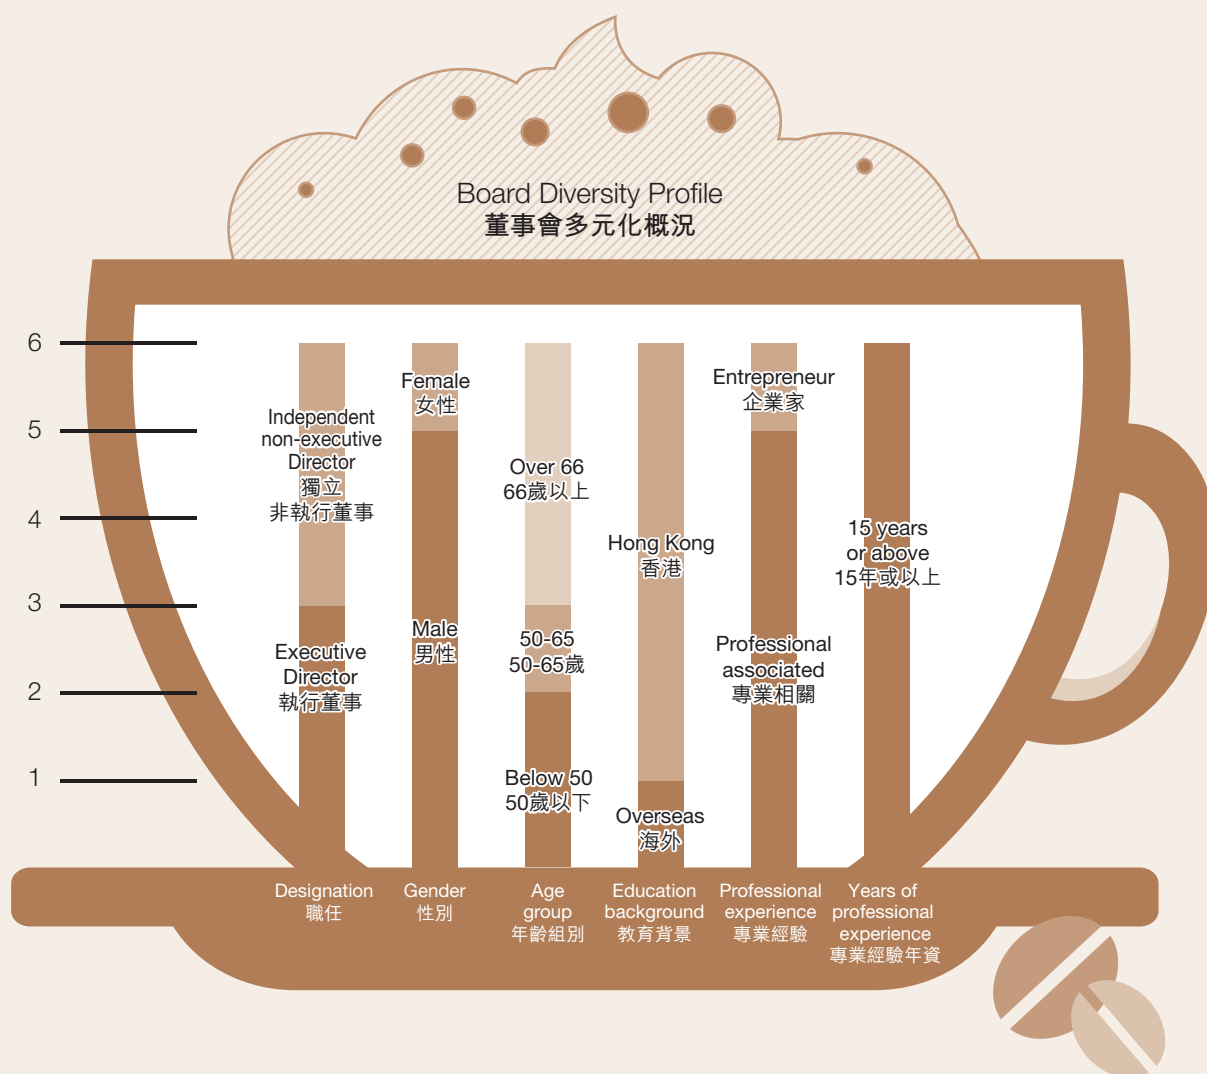 Board Diversity Profile
董事會多元化概況
6
5
4
3
2
1
Independent
non-executive
Director
獨立
非執行董事
Executive
Director
執行董事
Female
女性
Male
男性
Over 66
66歲以上
50-65
50-65歲
Below 50
50歲以下
Hong Kong
香港
Overseas
海外
Entrepreneur
企業家
Professional
associated
專業相關
15 years
or above
15年或以上
Designation
職任
Gender
性別
Age
group
年齡組別
Education
background
教育背景
Professional
experience
專業經驗
Years of
professional
experience
專業經驗年資